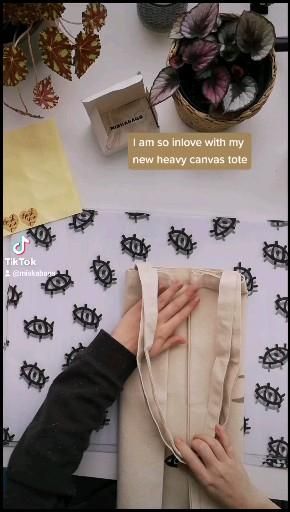 MISKABAGS
I am so inlove with my
new heavy canvas tote
TikTok
@miskabags